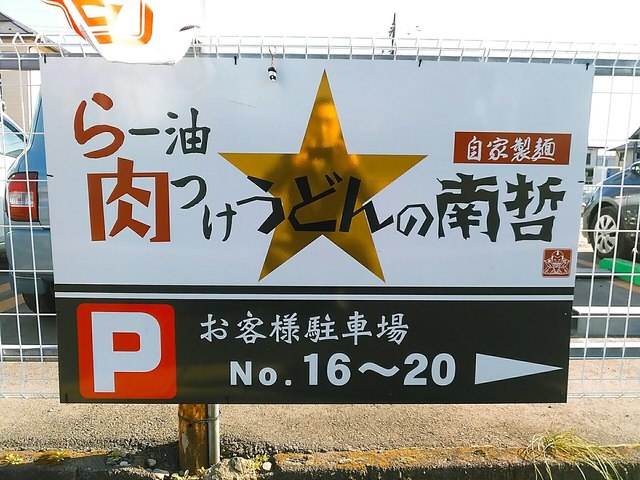 らー油
肉つけうどんの南哲
自家製麺
P
お客様駐車場
No.16〜20